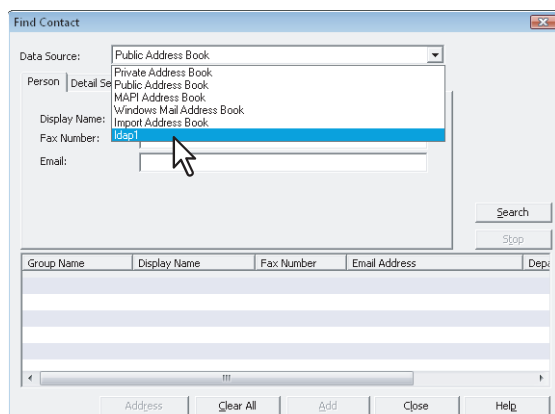 Find Contact
Data Source:
Public Address Book
Private Address Book
Public Address Book
MAPI Address Book
Windows Mail Address Book
Import Address Book
ldap1
Person
Detail Se
Display Name:
Fax Number:
Email:
Search
Stop
Group Name Display Name Fax Number Email Address Depa
Address Clear All Add Close Help